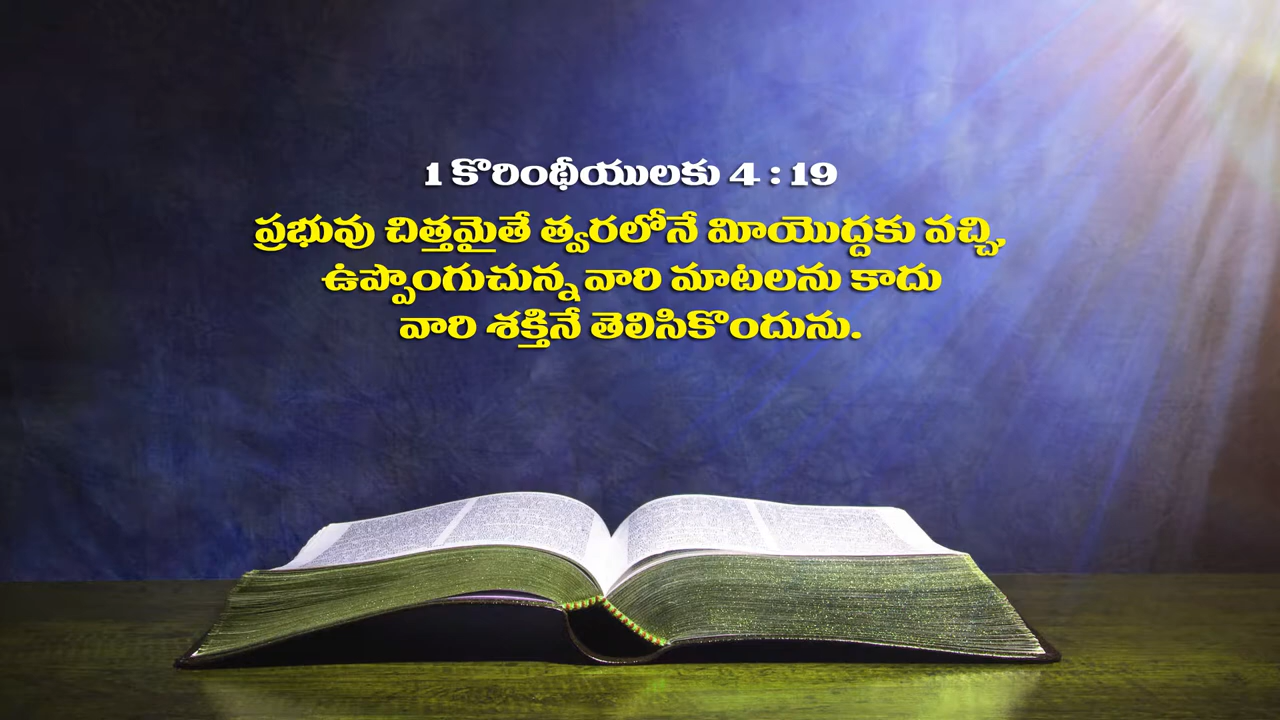 1 కొరింథీయులకు 4 : 19
ప్రభువు చిత్తమైతే త్వరలోనే మీయొద్దకు వచ్చి,
ఉప్పొంగుచున్న వారి మాటలను కాదు
వారి శక్తినే తెలిసికొందును.